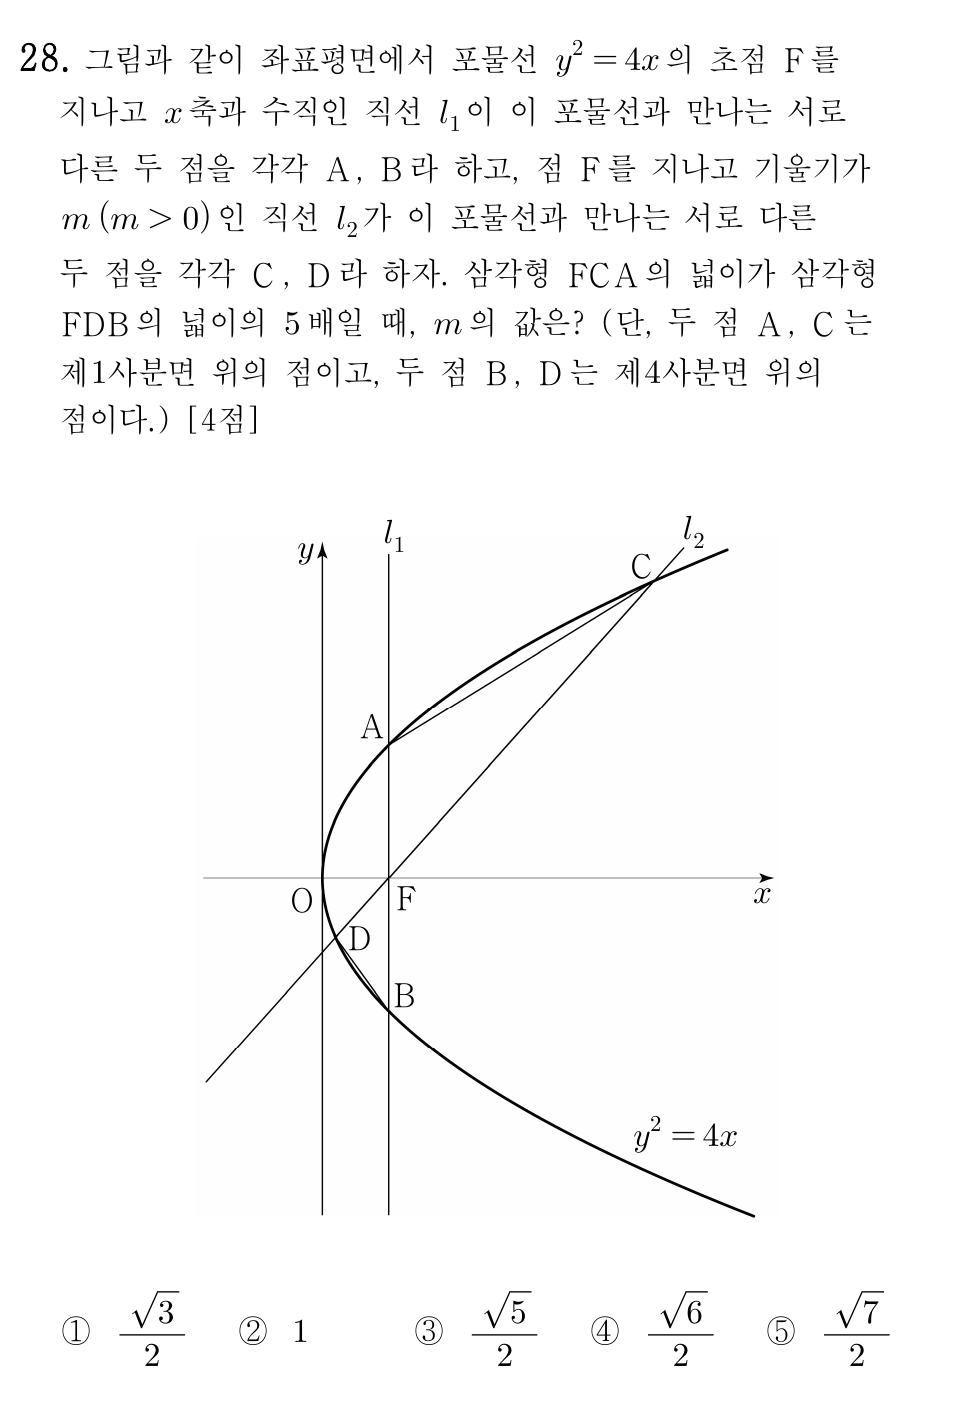 28. 그림과 같이 좌표평면에서 포물선 y² = 4x의 초점 F를
지나고 x축과 수직인 직선 l₁이 이 포물선과 만나는 서로
다른 두 점을 각각 A, B라 하고, 점 F를 지나고 기울기가
m (m > 0)인 직선 l₂가 이 포물선과 만나는 서로 다른
두 점을 각각 C, D라 하자. 삼각형 FCA의 넓이가 삼각형
FDB의 넓이의 5배일 때, m의 값은? (단, 두 점 A, C는
제1사분면 위의 점이고, 두 점 B, D는 제4사분면 위의
점이다.) [4점]
y
l₁
l₂
C
A
O
F
x
D
B
y² = 4x
① √3/2 ② 1 ③ √5/2 ④ √6/2 ⑤ √7/2